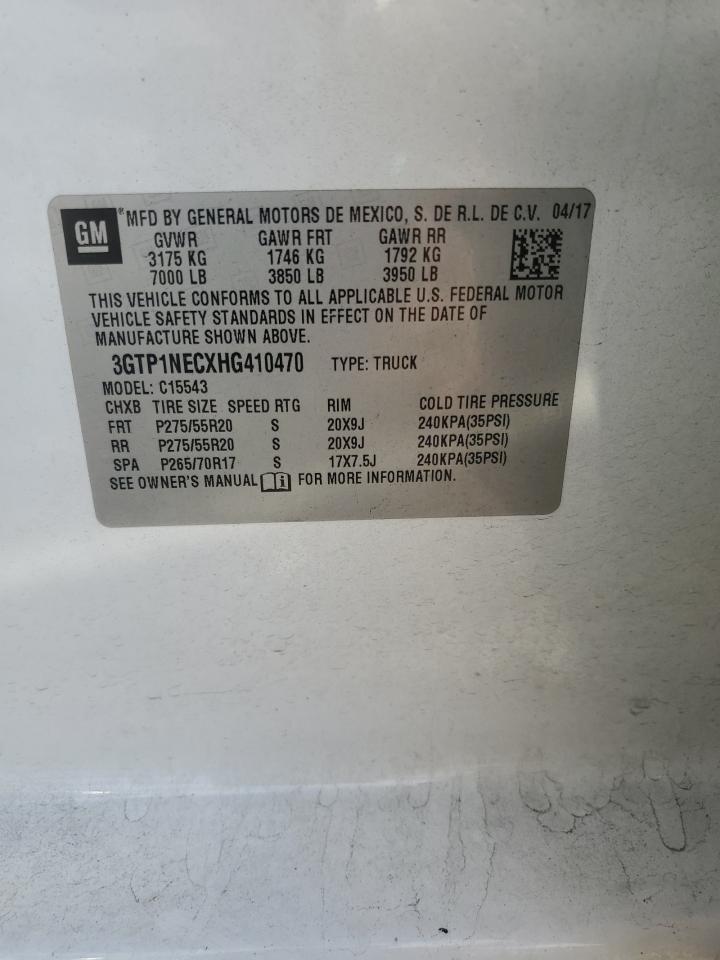 GM ® MFD BY GENERAL MOTORS DE MEXICO, S. DE R.L. DE C.V. 04/17
GVWR GAWR FRT GAWR RR
3175 KG 1746 KG 1792 KG
7000 LB 3850 LB 3950 LB
THIS VEHICLE CONFORMS TO ALL APPLICABLE U.S. FEDERAL MOTOR
VEHICLE SAFETY STANDARDS IN EFFECT ON THE DATE OF
MANUFACTURE SHOWN ABOVE.
3GTP1NECXHG410470 TYPE: TRUCK
MODEL: C15543
CHXB TIRE SIZE SPEED RTG RIM COLD TIRE PRESSURE
FRT P275/55R20 S 20X9J 240KPA(35PSI)
RR P275/55R20 S 20X9J 240KPA(35PSI)
SPA P265/70R17 S 17X7.5J 240KPA(35PSI)
SEE OWNER'S MANUAL i FOR MORE INFORMATION.